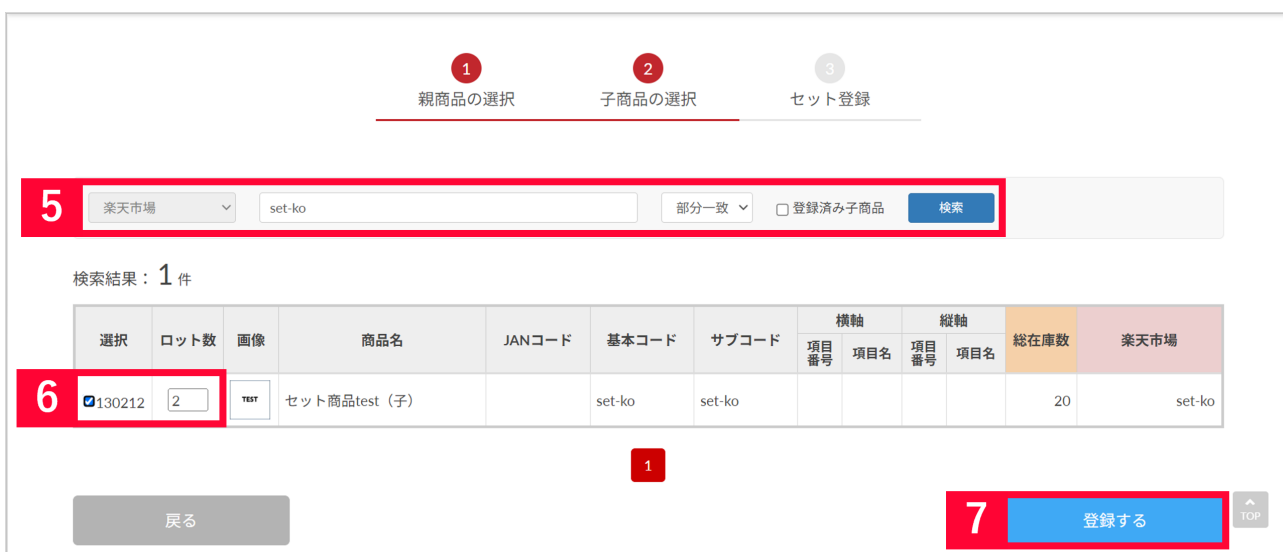 1
親商品の選択
2
子商品の選択
3
セット登録
5
楽天市場
set-ko
部分一致
登録済み子商品
検索
検索結果： 1 件
選択 ロット数 画像 商品名 JANコード 基本コード サブコード 横軸 縦軸 総在庫数 楽天市場
項目番号 項目名 項目番号 項目名
6
130212 2 TEST セット商品test（子） set-ko set-ko 20 set-ko
1
戻る
7
登録する
TOP